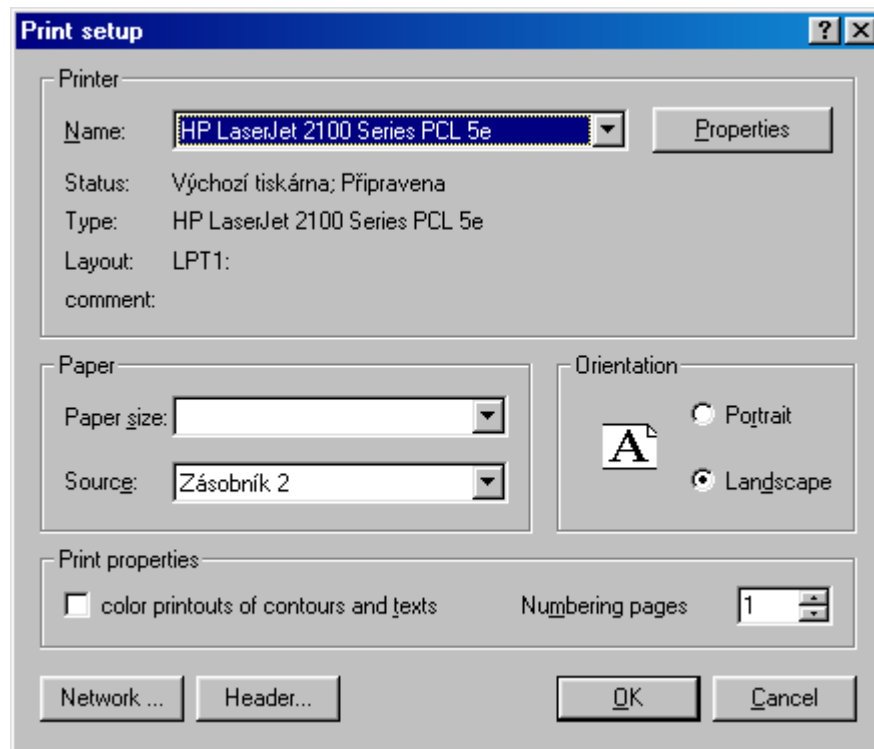 Print setup
Printer
Name: HP LaserJet 2100 Series PCL 5e Properties
Status: Výchozí tiskárna; Připravena
Type: HP LaserJet 2100 Series PCL 5e
Layout: LPT1:
comment:
Paper
Paper size:
Source: Zásobník 2
Orientation
A
Portrait
Landscape
Print properties
color printouts of contours and texts Numbering pages 1
Network ... Header... OK Cancel